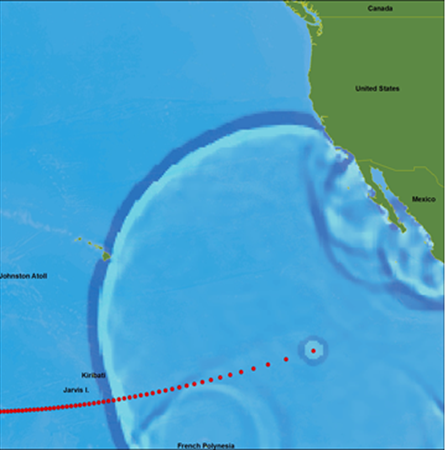 Canada
United States
Mexico
Johnston Atoll
Kiribati
Jarvis I.
French Polynesia